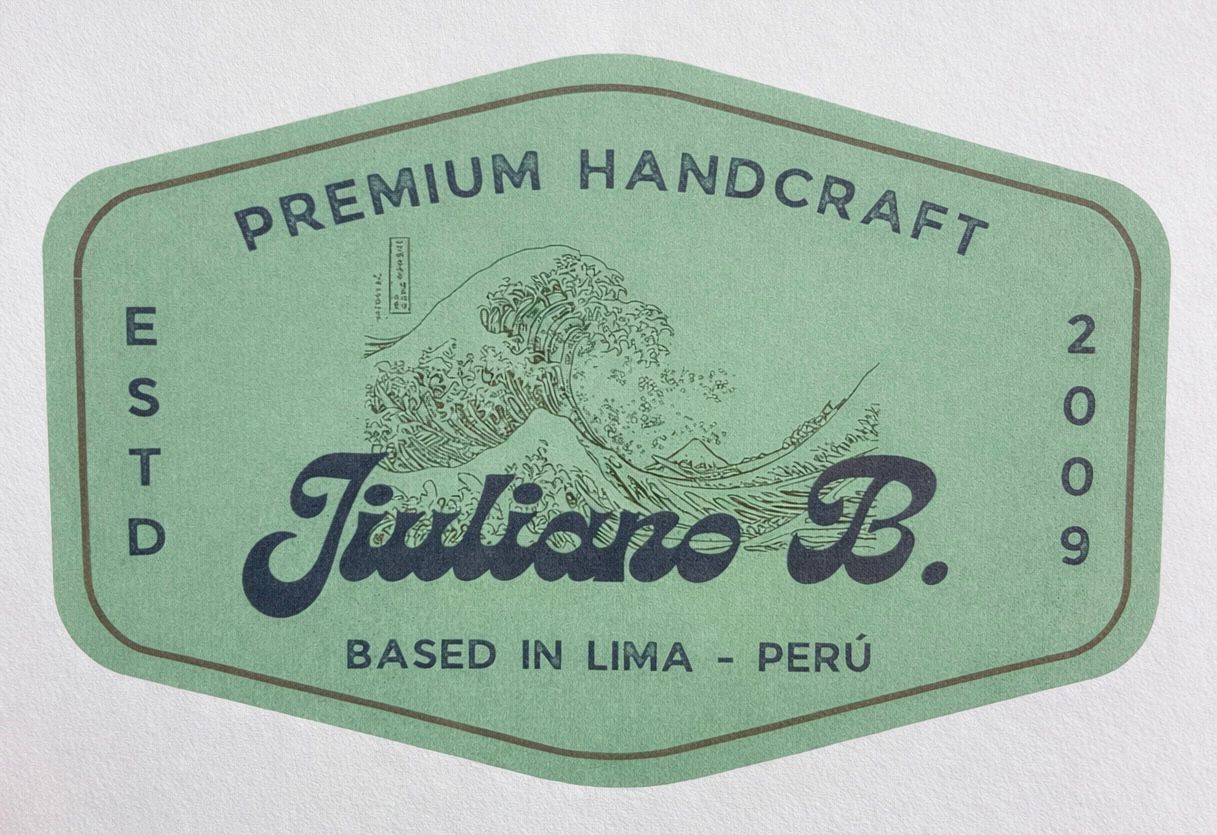 PREMIUM HANDCRAFT
ESTD
2009
Jiuliano B.
BASED IN LIMA - PERÚ